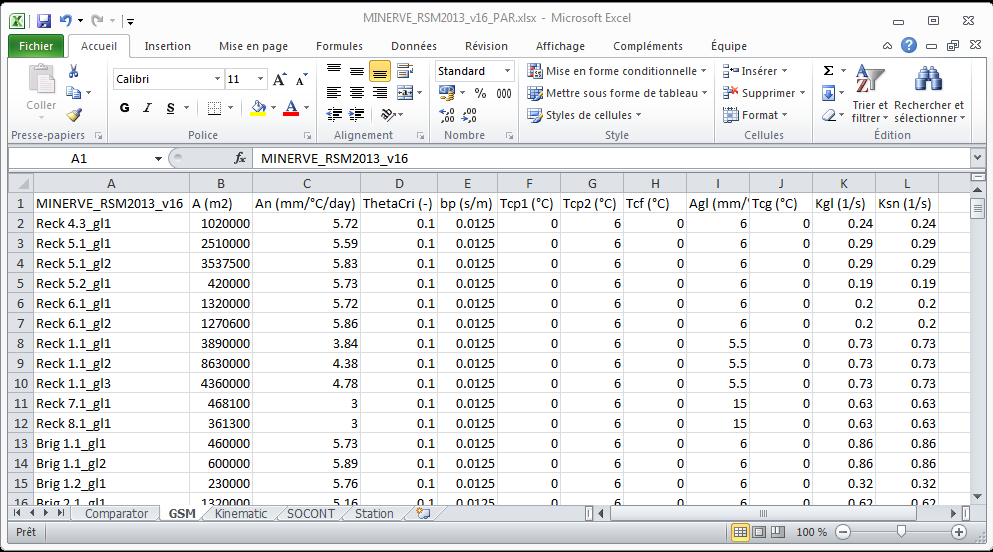 MINERVE_RSM2013_v16_PAR.xlsx - Microsoft Excel
Fichier Accueil Insertion Mise en page Formules Données Révision Affichage Compléments Équipe
Coller
Calibri 11
G I S
Standard
% 000
Mise en forme conditionnelle
Mettre sous forme de tableau
Styles de cellules
Insérer
Supprimer
Format
Σ
Trier et filtrer
Rechercher et sélectionner
Presse-papiers Police Alignement Nombre Style Cellules Édition
A1 fx MINERVE_RSM2013_v16
A B C D E F G H I J K L
1 MINERVE_RSM2013_v16 A (m2) An (mm/°C/day) ThetaCri (-) bp (s/m) Tcp1 (°C) Tcp2 (°C) Tcf (°C) Agl (mm/° Tcg (°C) Kgl (1/s) Ksn (1/s)
2 Reck 4.3_gl1 1020000 5.72 0.1 0.0125 0 6 0 6 0 0.24 0.24
3 Reck 5.1_gl1 2510000 5.59 0.1 0.0125 0 6 0 6 0 0.29 0.29
4 Reck 5.1_gl2 3537500 5.83 0.1 0.0125 0 6 0 6 0 0.29 0.29
5 Reck 5.2_gl1 420000 5.73 0.1 0.0125 0 6 0 6 0 0.19 0.19
6 Reck 6.1_gl1 1320000 5.72 0.1 0.0125 0 6 0 6 0 0.2 0.2
7 Reck 6.1_gl2 1270600 5.86 0.1 0.0125 0 6 0 6 0 0.2 0.2
8 Reck 1.1_gl1 3890000 3.84 0.1 0.0125 0 6 0 5.5 0 0.73 0.73
9 Reck 1.1_gl2 8630000 4.38 0.1 0.0125 0 6 0 5.5 0 0.73 0.73
10 Reck 1.1_gl3 4360000 4.78 0.1 0.0125 0 6 0 5.5 0 0.73 0.73
11 Reck 7.1_gl1 468100 3 0.1 0.0125 0 6 0 15 0 0.63 0.63
12 Reck 8.1_gl1 361300 3 0.1 0.0125 0 6 0 15 0 0.63 0.63
13 Brig 1.1_gl1 460000 5.73 0.1 0.0125 0 6 0 6 0 0.86 0.86
14 Brig 1.1_gl2 600000 5.89 0.1 0.0125 0 6 0 6 0 0.86 0.86
15 Brig 1.2_gl1 230000 5.76 0.1 0.0125 0 6 0 6 0 0.32 0.32
16 Brig 2.1_gl1 1320000 5.16 0.1 0.0125 0 6 0 6 0 0.62 0.62
Comparator GSM Kinematic SOCONT Station
Prêt 100 %